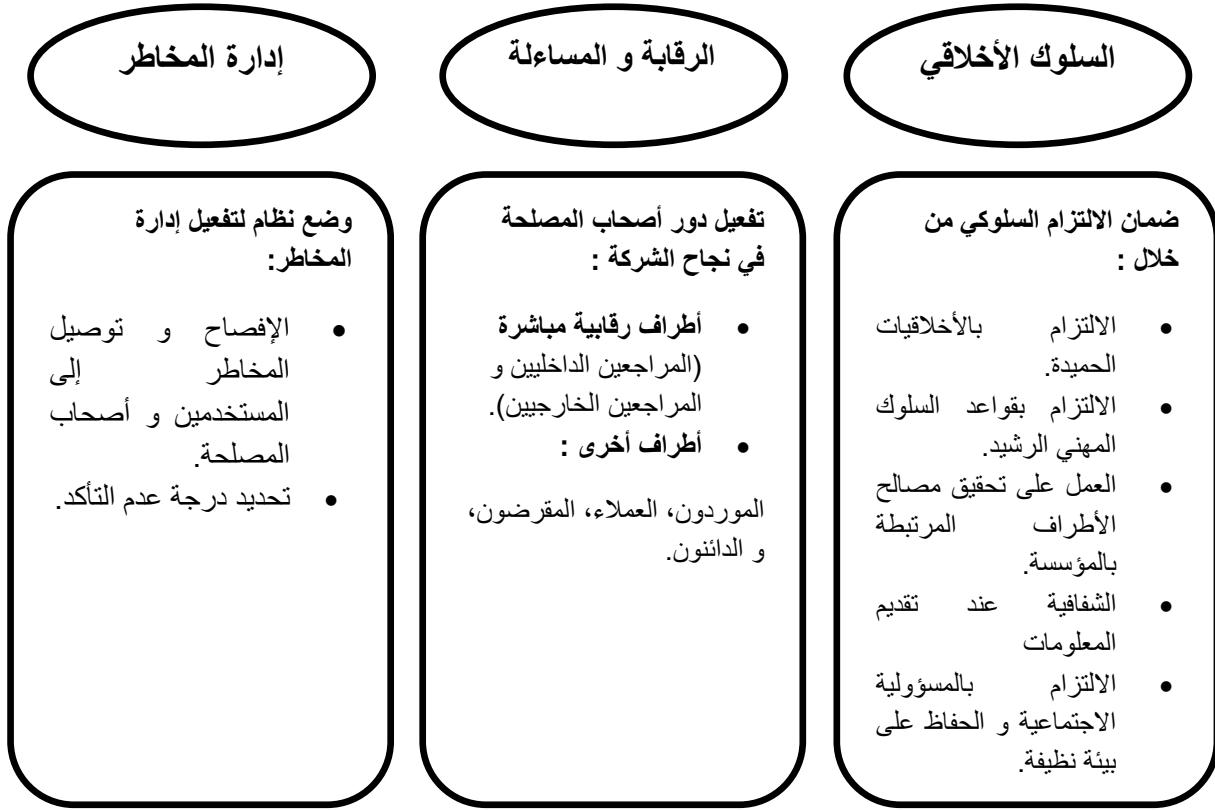 السلوك الأخلاقي
الرقابة و المساءلة
إدارة المخاطر
ضمان الالتزام السلوكي من
خلال :
• الالتزام بالأخلاقيات
الحميدة.
• الالتزام بقواعد السلوك
المهني الرشيد.
• العمل على تحقيق مصالح
الأطراف المرتبطة
بالمؤسسة.
• الشفافية عند تقديم
المعلومات
• الالتزام بالمسؤولية
الاجتماعية و الحفاظ على
بيئة نظيفة.
تفعيل دور أصحاب المصلحة
في نجاح الشركة :
• أطراف رقابية مباشرة
(المراجعين الداخليين و
المراجعين الخارجيين).
• أطراف أخرى :
الموردون، العملاء، المقرضون،
و الدائنون.
وضع نظام لتفعيل إدارة
المخاطر:
• الإفصاح و توصيل
المخاطر إلى
المستخدمين و أصحاب
المصلحة.
• تحديد درجة عدم التأكد.